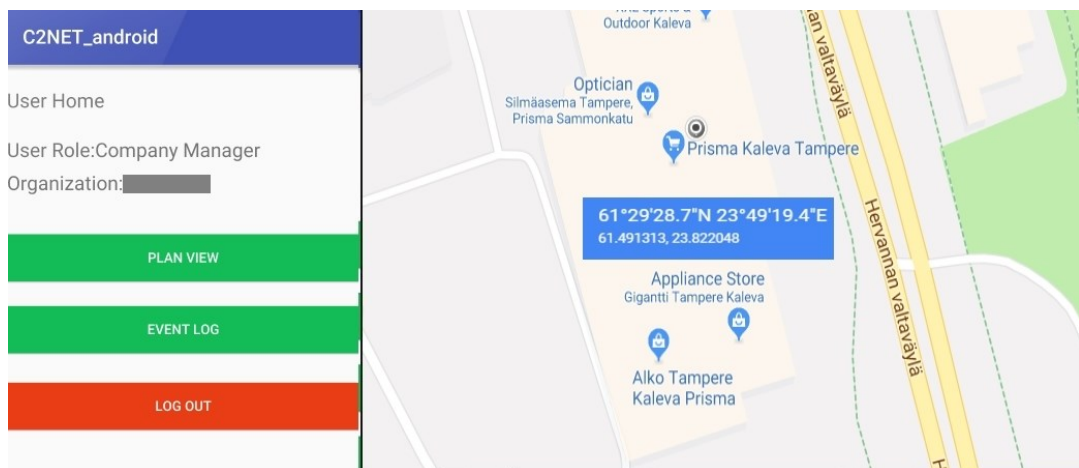 C2NET_android
User Home
User Role:Company Manager
Organization:
PLAN VIEW
EVENT LOG
LOG OUT
Outdoor Kaleva
Optician
Silmäasema Tampere,
Prisma Sammonkatu
Prisma Kaleva Tampere
61°29'28.7"N 23°49'19.4"E
61.491313, 23.822048
Appliance Store
Gigantti Tampere Kaleva
Alko Tampere
Kaleva Prisma
nan valtaväylä
Hervannan valtaväylä
H